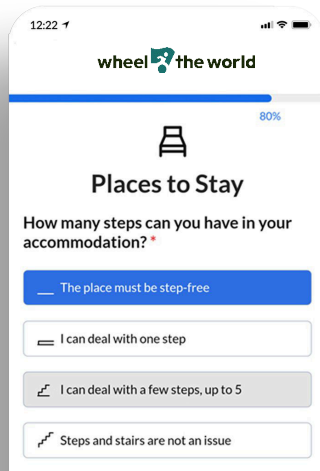 12:22
wheel the world
80%
Places to Stay
How many steps can you have in your
accommodation? *
The place must be step-free
I can deal with one step
I can deal with a few steps, up to 5
Steps and stairs are not an issue